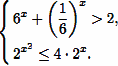 6^x + (1/6)^x > 2,
2^{x^2} ≤ 4 · 2^x.